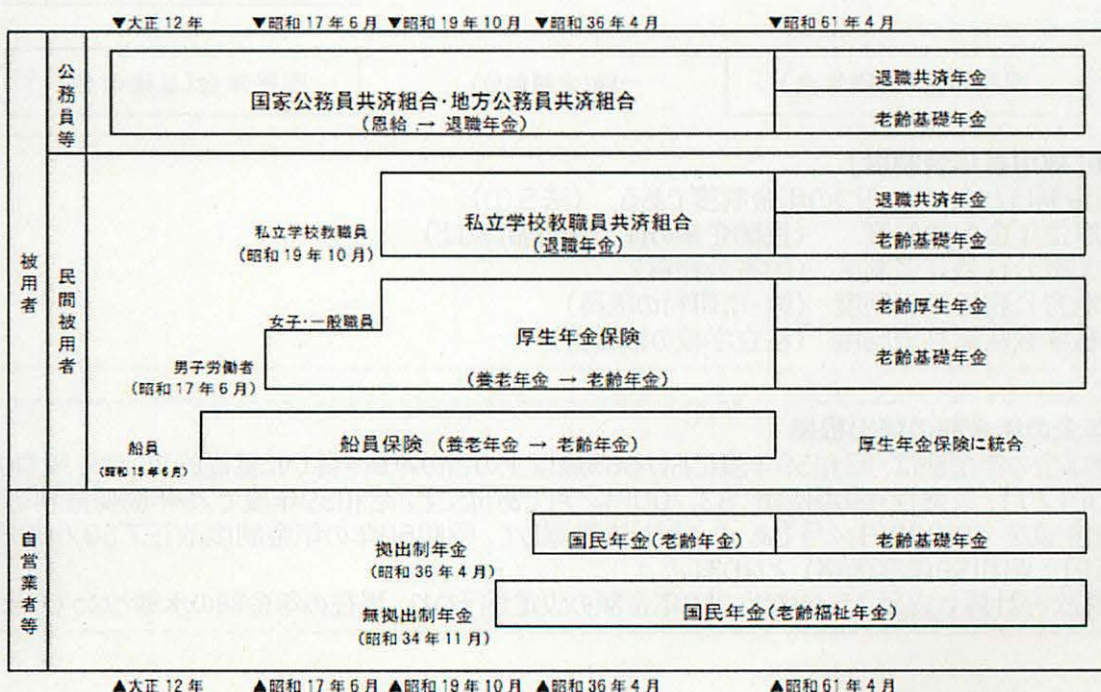 ▼大正12年 ▼昭和17年6月 ▼昭和19年10月 ▼昭和36年4月 ▼昭和61年4月
被用者
公務員等
国家公務員共済組合・地方公務員共済組合
(恩給 → 退職年金)
退職共済年金
老齢基礎年金
民間被用者
私立学校教職員
(昭和19年10月)
私立学校教職員共済組合
(退職年金)
退職共済年金
老齢基礎年金
女子・一般職員
男子労働者
(昭和17年6月)
厚生年金保険
(養老年金 → 老齢年金)
老齢厚生年金
老齢基礎年金
船員
(昭和15年6月)
船員保険 (養老年金 → 老齢年金)
厚生年金保険に統合
自営業者等
拠出制年金
(昭和36年4月)
国民年金(老齢年金)
老齢基礎年金
無拠出制年金
(昭和34年11月)
国民年金(老齢福祉年金)
▲大正12年 ▲昭和17年6月 ▲昭和19年10月 ▲昭和36年4月 ▲昭和61年4月